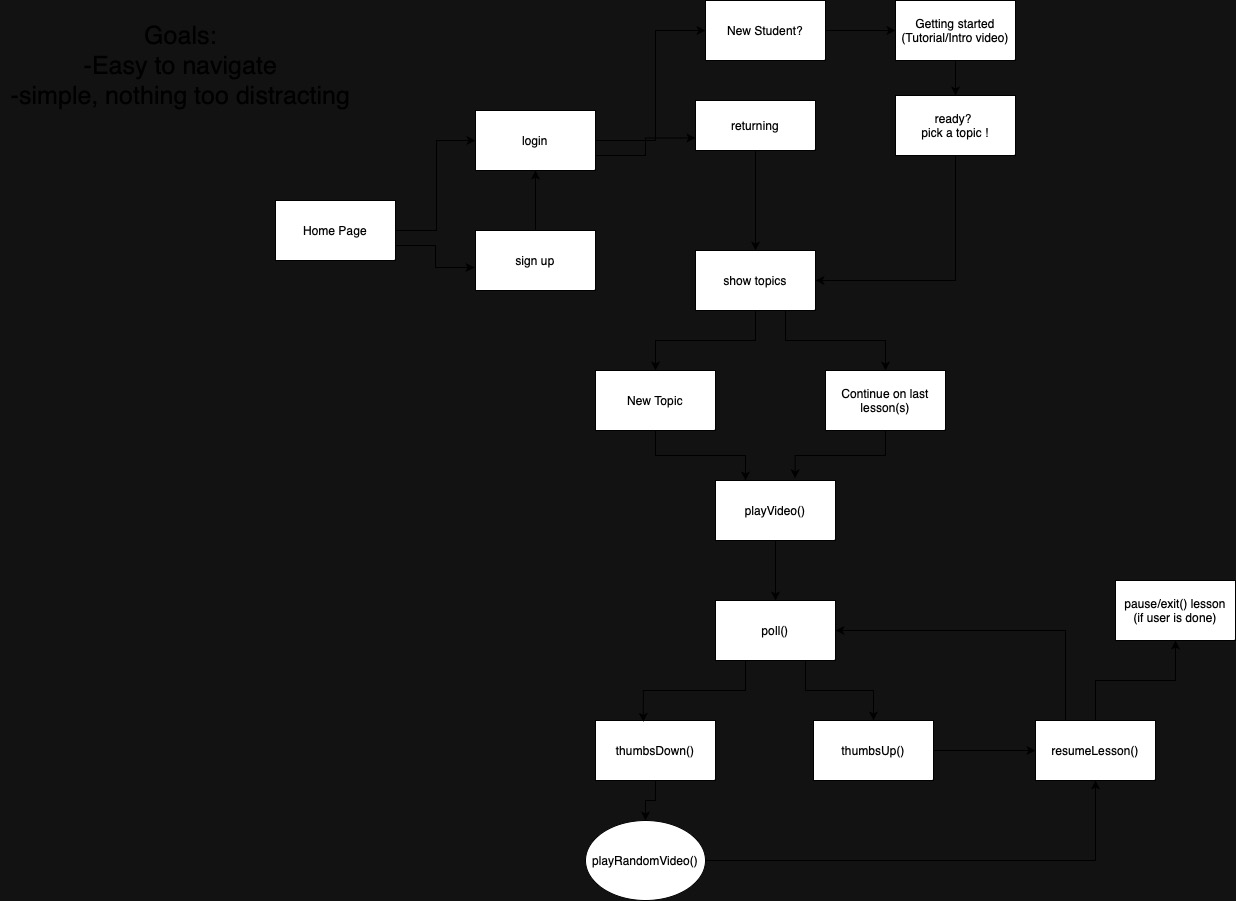 Goals:
-Easy to navigate
-simple, nothing too distracting
New Student?
Getting started
(Tutorial/Intro video)
login
returning
ready?
pick a topic !
Home Page
sign up
show topics
New Topic
Continue on last
lesson(s)
playVideo()
pause/exit() lesson
(if user is done)
poll()
thumbsDown()
thumbsUp()
resumeLesson()
playRandomVideo()